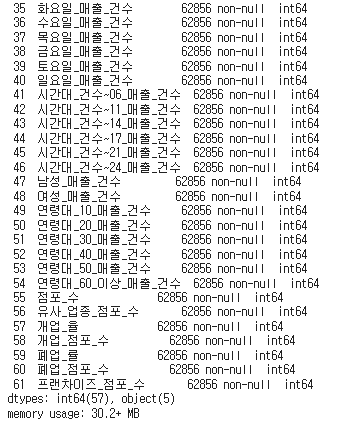 35 화요일_매출_건수 62856 non-null int64
36 수요일_매출_건수 62856 non-null int64
37 목요일_매출_건수 62856 non-null int64
38 금요일_매출_건수 62856 non-null int64
39 토요일_매출_건수 62856 non-null int64
40 일요일_매출_건수 62856 non-null int64
41 시간대_건수~06_매출_건수 62856 non-null int64
42 시간대_건수~11_매출_건수 62856 non-null int64
43 시간대_건수~14_매출_건수 62856 non-null int64
44 시간대_건수~17_매출_건수 62856 non-null int64
45 시간대_건수~21_매출_건수 62856 non-null int64
46 시간대_건수~24_매출_건수 62856 non-null int64
47 남성_매출_건수 62856 non-null int64
48 여성_매출_건수 62856 non-null int64
49 연령대_10_매출_건수 62856 non-null int64
50 연령대_20_매출_건수 62856 non-null int64
51 연령대_30_매출_건수 62856 non-null int64
52 연령대_40_매출_건수 62856 non-null int64
53 연령대_50_매출_건수 62856 non-null int64
54 연령대_60_이상_매출_건수 62856 non-null int64
55 점포_수 62856 non-null int64
56 유사_업종_점포_수 62856 non-null int64
57 개업_률 62856 non-null int64
58 개업_점포_수 62856 non-null int64
59 폐업_률 62856 non-null int64
60 폐업_점포_수 62856 non-null int64
61 프랜차이즈_점포_수 62856 non-null int64
dtypes: int64(57), object(5)
memory usage: 30.2+ MB